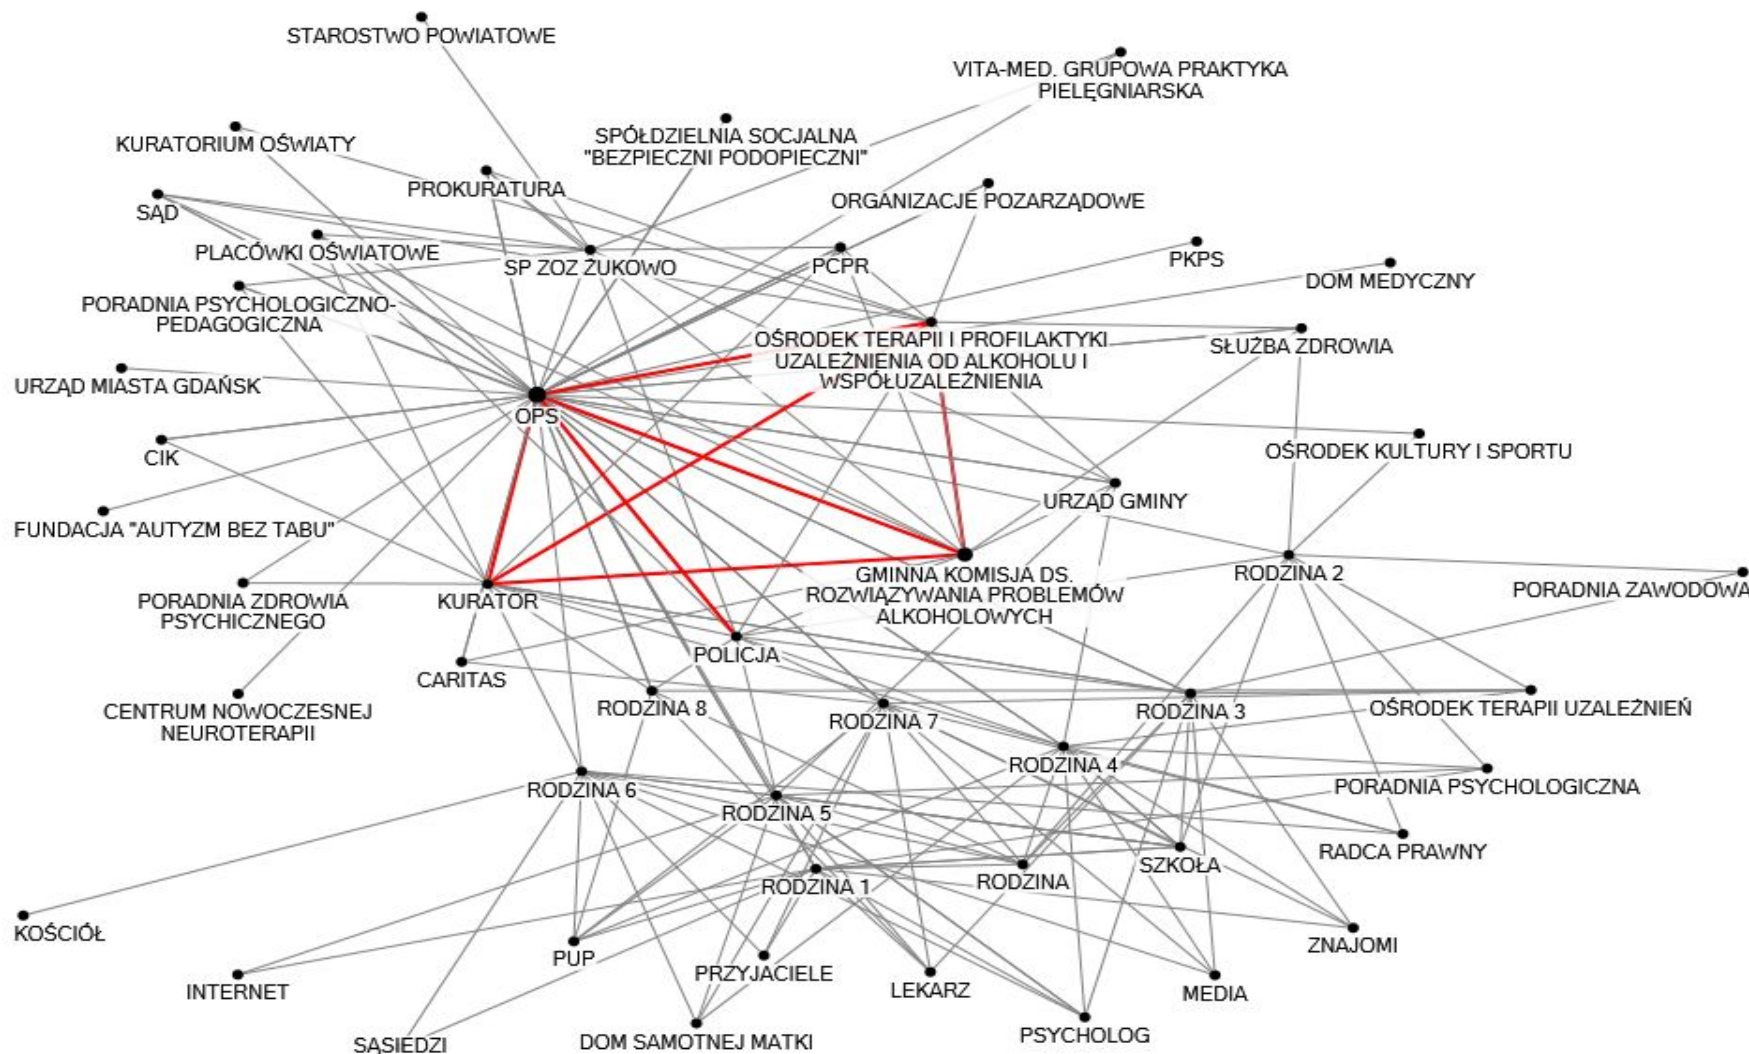 STAROSTWO POWIATOWE
VITA-MED. GRUPOWA PRAKTYKA
PIELĘGNIARSKA
KURATORIUM OŚWIATY
SPÓŁDZIELNIA SOCJALNA
"BEZPIECZNI PODOPIECZNI"
PROKURATURA
ORGANIZACJE POZARZĄDOWE
SĄD
PLACÓWKI OŚWIATOWE
SP ZOZ ŻUKOWO
PCPR
PKPS
DOM MEDYCZNY
PORADNIA PSYCHOLOGICZNO-
PEDAGOGICZNA
OŚRODEK TERAPII I PROFILAKTYKI
UZALEŻNIENIA OD ALKOHOLU I
WSPÓŁUZALEŻNIENIA
SŁUŻBA ZDROWIA
URZĄD MIASTA GDAŃSK
OPS
CIK
OŚRODEK KULTURY I SPORTU
URZĄD GMINY
FUNDACJA "AUTYZM BEZ TABU"
GMINNA KOMISJA DS.
ROZWIĄZYWANIA PROBLEMÓW
ALKOHOLOWYCH
RODZINA 2
PORADNIA ZAWODOWA
PORADNIA ZDROWIA
PSYCHICZNEGO
KURATOR
POLICJA
CARITAS
CENTRUM NOWOCZESNEJ
NEUROTERAPII
RODZINA 8
RODZINA 7
RODZINA 3
OŚRODEK TERAPII UZALEŻNIEŃ
RODZINA 4
RODZINA 6
PORADNIA PSYCHOLOGICZNA
RODZINA 5
RADCA PRAWNY
SZKOŁA
RODZINA 1
RODZINA
KOŚCIÓŁ
ZNAJOMI
PUP
PRZYJACIELE
INTERNET
LEKARZ
MEDIA
SĄSIEDZI
DOM SAMOTNEJ MATKI
PSYCHOLOG